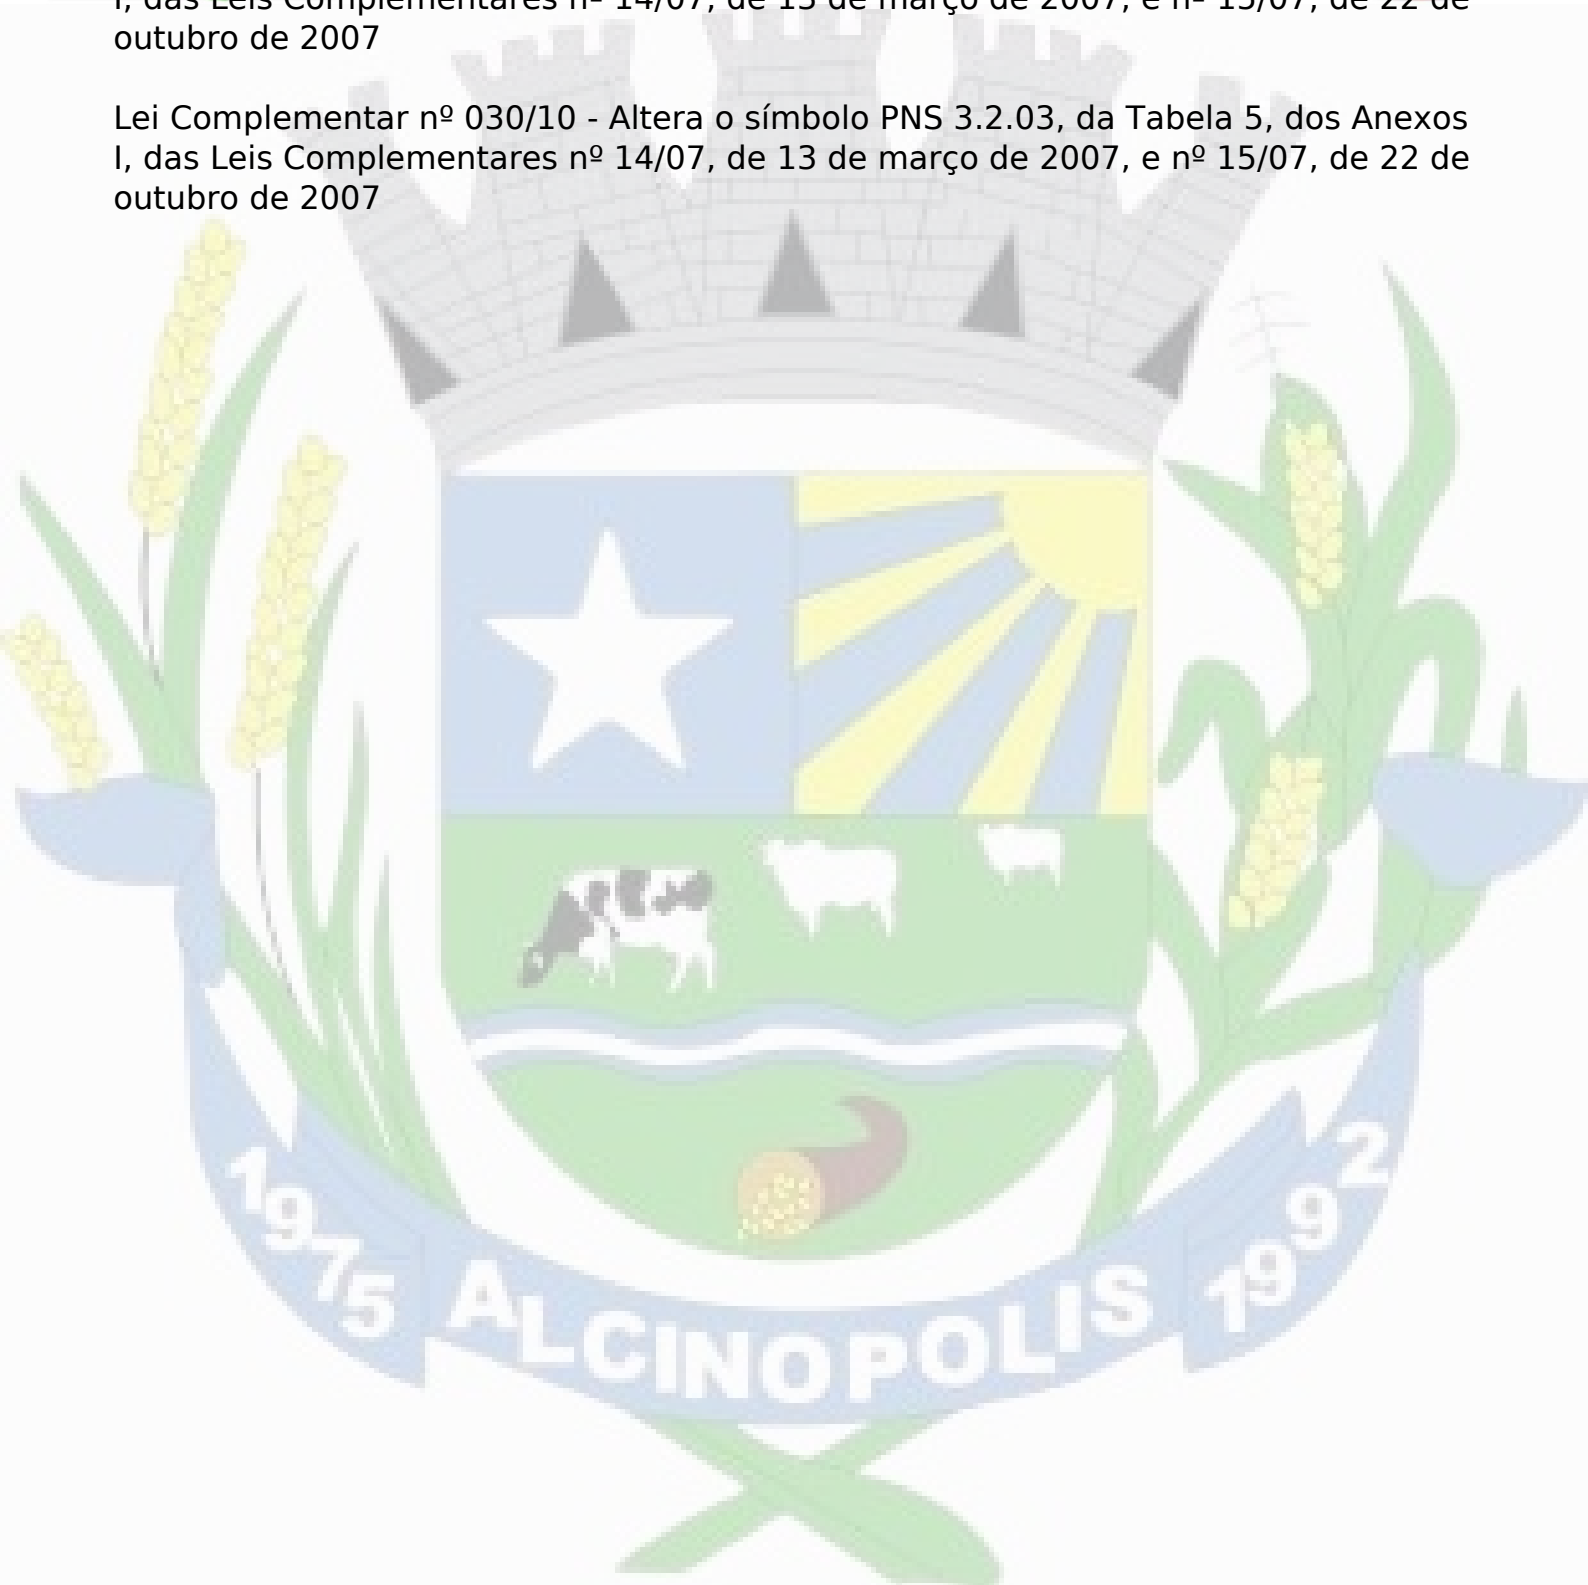 I, das Leis Complementares nº 14/07, de 13 de março de 2007, e nº 15/07, de 22 de
outubro de 2007
Lei Complementar nº 030/10 - Altera o símbolo PNS 3.2.03, da Tabela 5, dos Anexos
I, das Leis Complementares nº 14/07, de 13 de março de 2007, e nº 15/07, de 22 de
outubro de 2007
1975 ALCINOPOLIS 1992